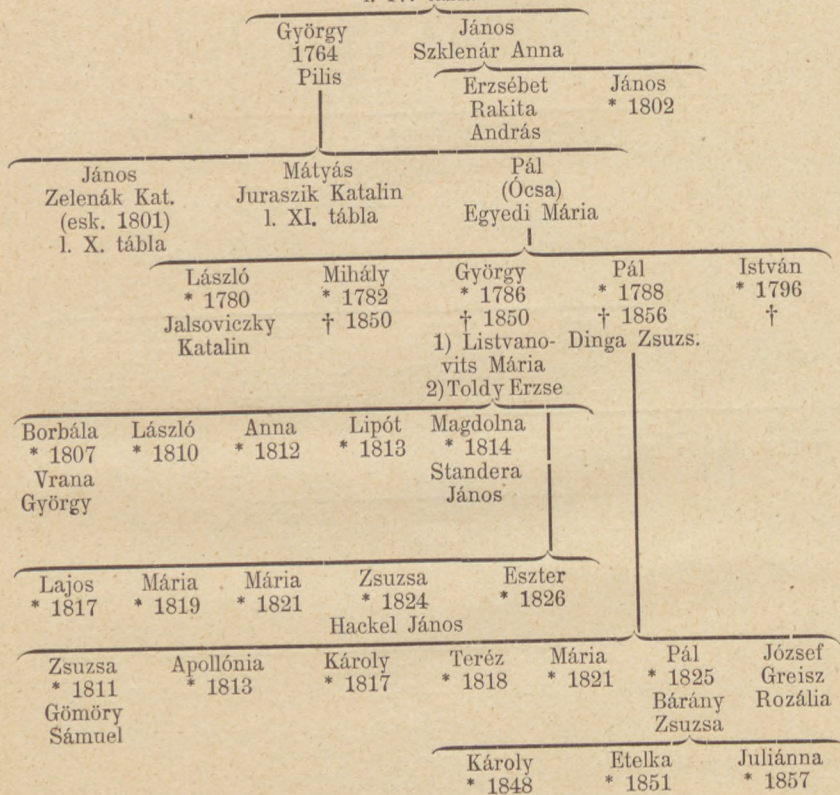 György János
1764 Szklenár Anna
Pilis
Erzsébet János
Rakita * 1802
András
János Mátyás Pál
Zelenák Kat. Juraszik Katalin (Ócsa)
(esk. 1801) l. XI. tábla Egyedi Mária
l. X. tábla
László Mihály György Pál István
* 1780 * 1782 * 1786 * 1788 * 1796
Jalsoviczky † 1850 † 1850 † 1856 †
Katalin 1) Listvano- Dinga Zsuzs.
vits Mária
2) Toldy Erzse
Borbála László Anna Lipót Magdolna
* 1807 * 1810 * 1812 * 1813 * 1814
Vrana Standera
György János
Lajos Mária Mária Zsuzsa Eszter
* 1817 * 1819 * 1821 * 1824 * 1826
Hackel János
Zsuzsa Apollónia Károly Teréz Mária Pál József
* 1811 * 1813 * 1817 * 1818 * 1821 * 1825 Greisz
Gömöry Bárány Rozália
Sámuel Zsuzsa
Károly Etelka Juliánna
* 1848 * 1851 * 1857